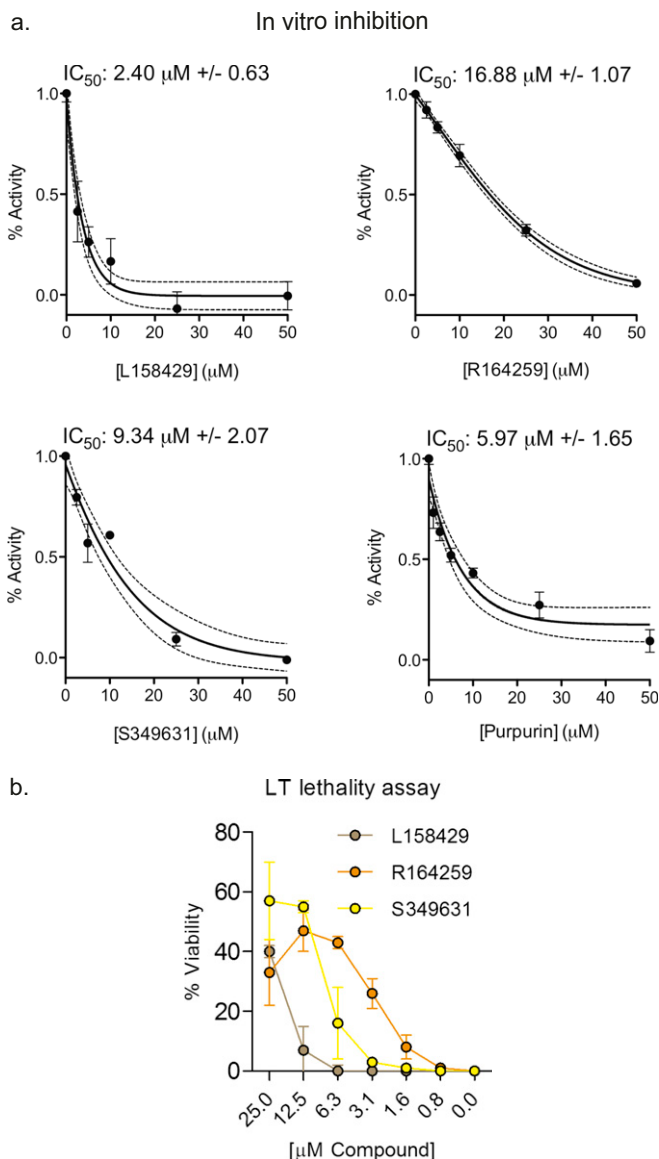 a.
In vitro inhibition
IC50: 2.40 μM +/- 0.63
1.0
0.5
0.0
% Activity
0 10 20 30 40 50
[L158429] (μM)
IC50: 16.88 μM +/- 1.07
1.0
0.5
0.0
% Activity
0 10 20 30 40 50
[R164259] (μM)
IC50: 9.34 μM +/- 2.07
1.0
0.5
0.0
% Activity
0 10 20 30 40 50
[S349631] (μM)
IC50: 5.97 μM +/- 1.65
1.0
0.5
0.0
% Activity
0 10 20 30 40 50
[Purpurin] (μM)
b.
LT lethality assay
80
60
40
20
0
% Viability
L158429
R164259
S349631
25.0 12.5 6.3 3.1 1.6 0.8 0.0
[μM Compound]